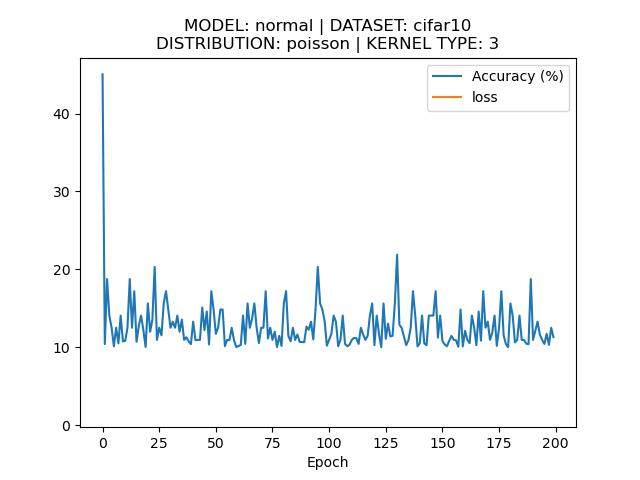 MODEL: normal | DATASET: cifar10
DISTRIBUTION: poisson | KERNEL TYPE: 3
Accuracy (%)
loss
40
30
20
10
0
0 25 50 75 100 125 150 175 200
Epoch